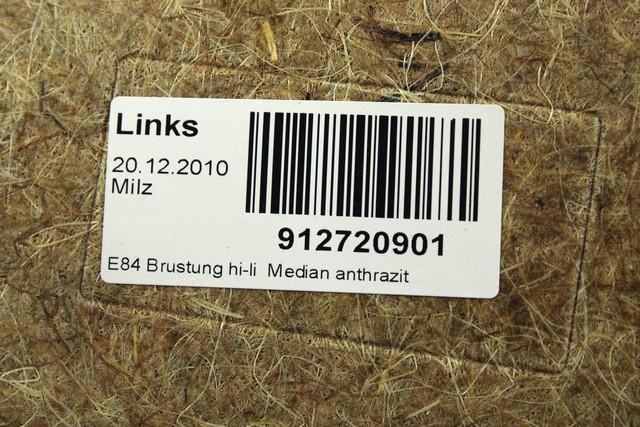 Links
20.12.2010
Milz
912720901
E84 Brustung hi-li Median anthrazit